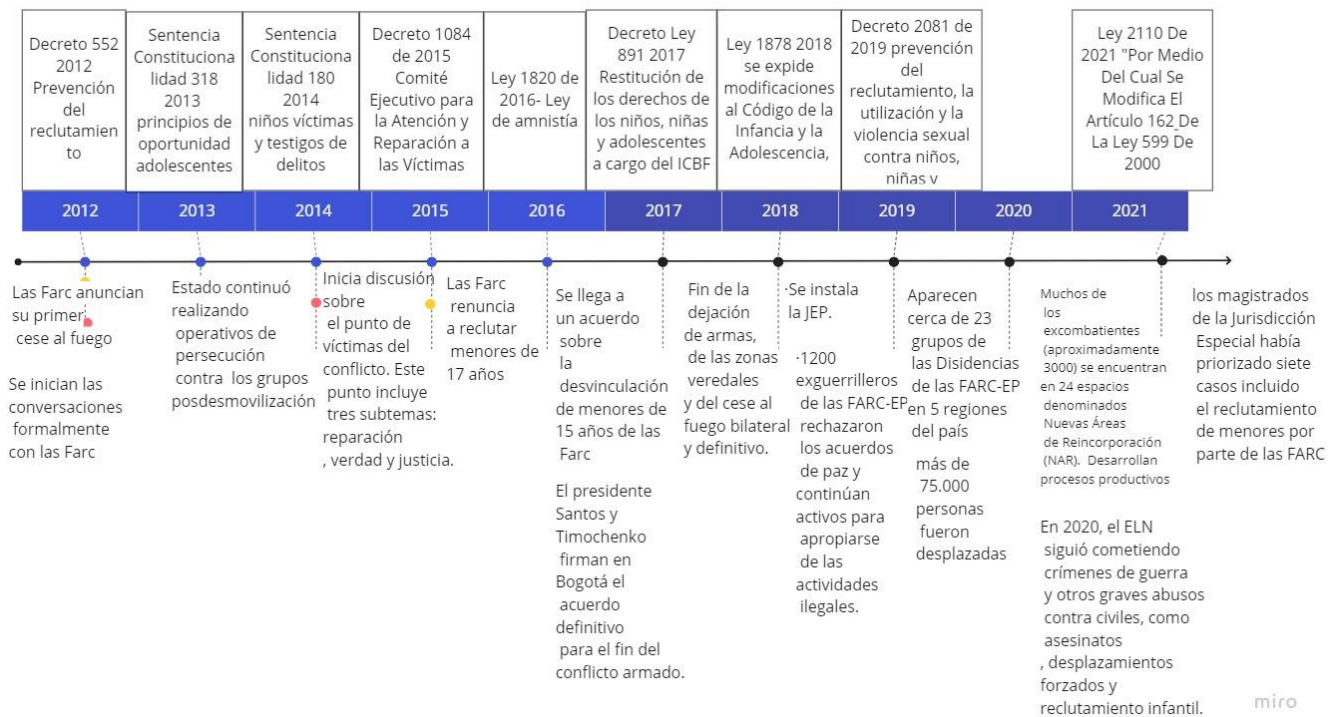 Decreto 552
2012
Prevención
del
reclutamien
to
Sentencia
Constituciona
lidad 318
2013
principios de
oportunidad
adolescentes
Sentencia
Constituciona
lidad 180
2014
niños víctimas
y testigos de
delitos
Decreto 1084
de 2015
Comité
Ejecutivo para
la Atención y
Reparación a
las Víctimas
Ley 1820 de
2016- Ley
de amnistía
Decreto Ley
891 2017
Restitución de
los derechos de
los niños, niñas
y adolescentes
a cargo del ICBF
Ley 1878 2018
se expide
modificaciones
al Código de la
Infancia y la
Adolescencia,
Decreto 2081 de
2019 prevención
del
reclutamiento, la
utilización y la
violencia sexual
contra niños,
niñas y
Ley 2110 De
2021 "Por Medio
Del Cual Se
Modifica El
Artículo 162 De
La Ley 599 De
2000
2012
2013
2014
2015
2016
2017
2018
2019
2020
2021
Las Farc anuncian
su primer
cese al fuego
Se inician las
conversaciones
formalmente
con las Farc
Estado continuó
realizando
operativos de
persecución
contra los grupos
posdesmovilización
Inicia discusión
sobre
el punto de
víctimas del
conflicto. Este
punto incluye
tres subtemas:
reparación
, verdad y justicia.
Las Farc
renuncia
a reclutar
menores de
17 años
Se llega a
un acuerdo
sobre
la
desvinculación
de menores de
15 años de las
Farc
El presidente
Santos y
Timochenko
firman en
Bogotá el
acuerdo
definitivo
para el fin del
conflicto armado.
Fin de la
dejación
de armas,
de las zonas
veredales
y del cese al
fuego bilateral
y definitivo.
·Se instala
la JEP.
·1200
exguerrilleros
de las FARC-EP
rechazaron
los acuerdos
de paz y
continúan
activos para
apropiarse
de las
actividades
ilegales.
Aparecen
cerca de 23
grupos de
las Disidencias
de las FARC-EP
en 5 regiones
del país
más de
75.000
personas
fueron
desplazadas
Muchos de
los
excombatientes
(aproximadamente
3000) se encuentran
en 24 espacios
denominados
Nuevas Áreas
de Reincorporación
(NAR). Desarrollan
procesos productivos
En 2020, el ELN
siguió cometiendo
crímenes de guerra
y otros graves abusos
contra civiles, como
asesinatos
, desplazamientos
forzados y
reclutamiento infantil.
los magistrados
de la Jurisdicción
Especial había
priorizado siete
casos incluido
el reclutamiento
de menores por
parte de las FARC
miro